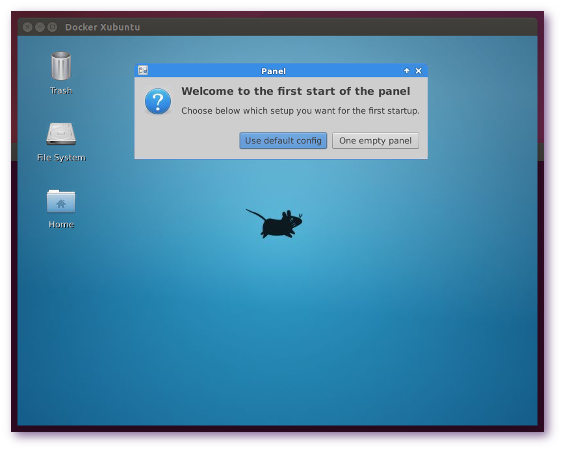 Docker Xubuntu
Trash
File System
Home
Panel
Welcome to the first start of the panel
Choose below which setup you want for the first startup.
Use default config
One empty panel